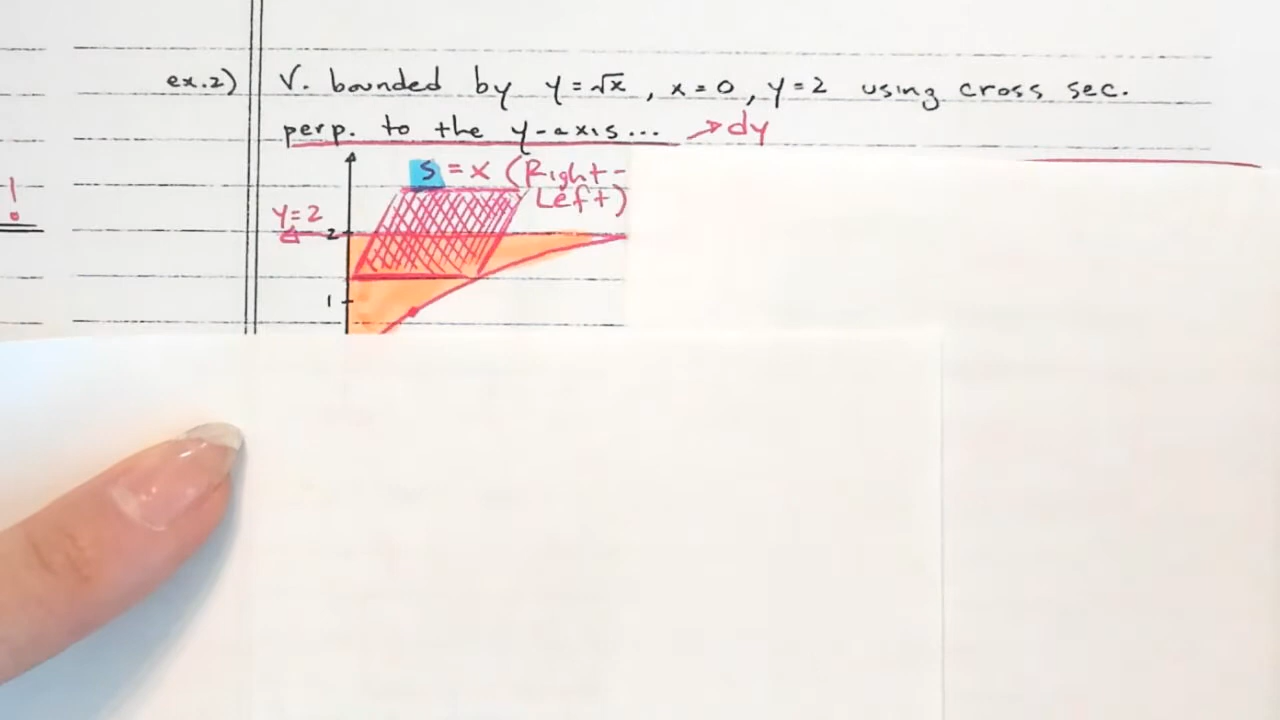 ex.2) V. bounded by y=√x, x=0, y=2 using cross sec.
perp. to the y-axis... →dy
S = x (Right-
Left)
y=2
2
1
!